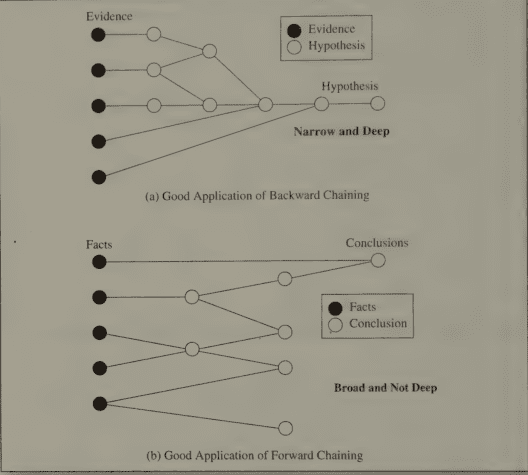 Evidence
Evidence
Hypothesis
Hypothesis
Narrow and Deep
(a) Good Application of Backward Chaining
Facts
Conclusions
Facts
Conclusion
Broad and Not Deep
(b) Good Application of Forward Chaining